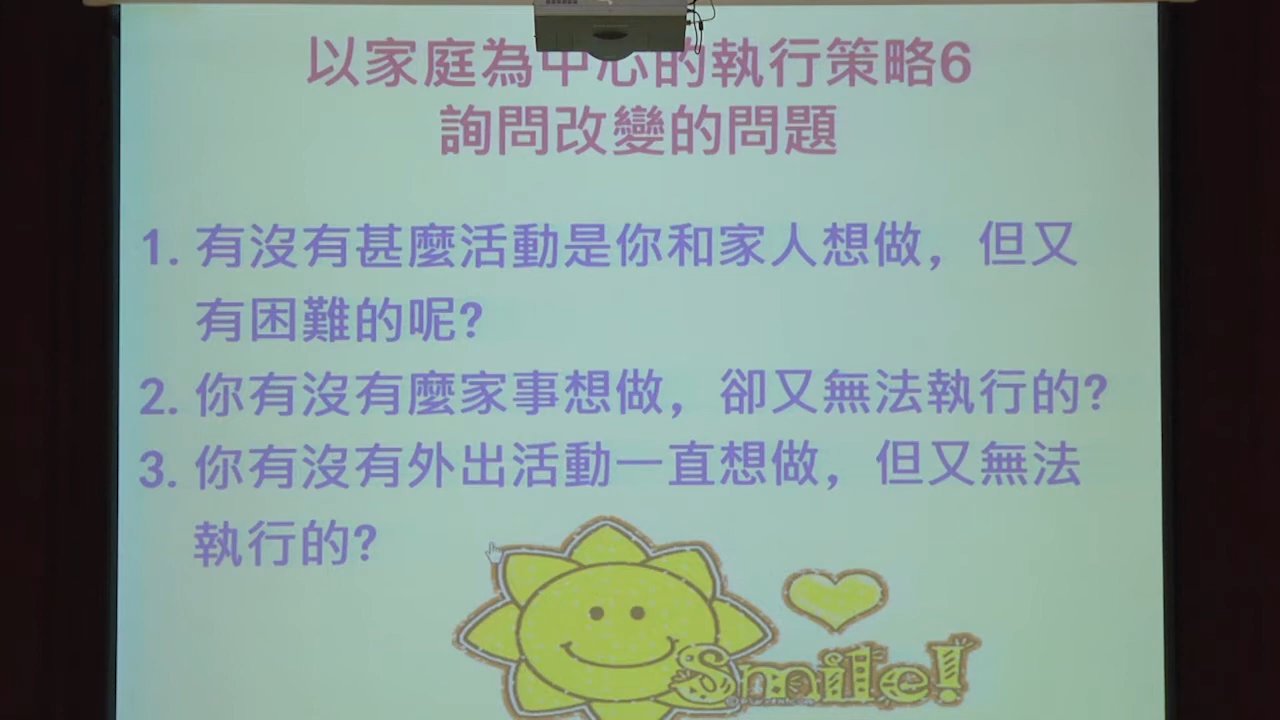 以家庭為中心的執行策略6
詢問改變的問題
1. 有沒有甚麼活動是你和家人想做，但又
有困難的呢?
2. 你有沒有麼家事想做，卻又無法執行的?
3. 你有沒有外出活動一直想做，但又無法
執行的?
Smile!